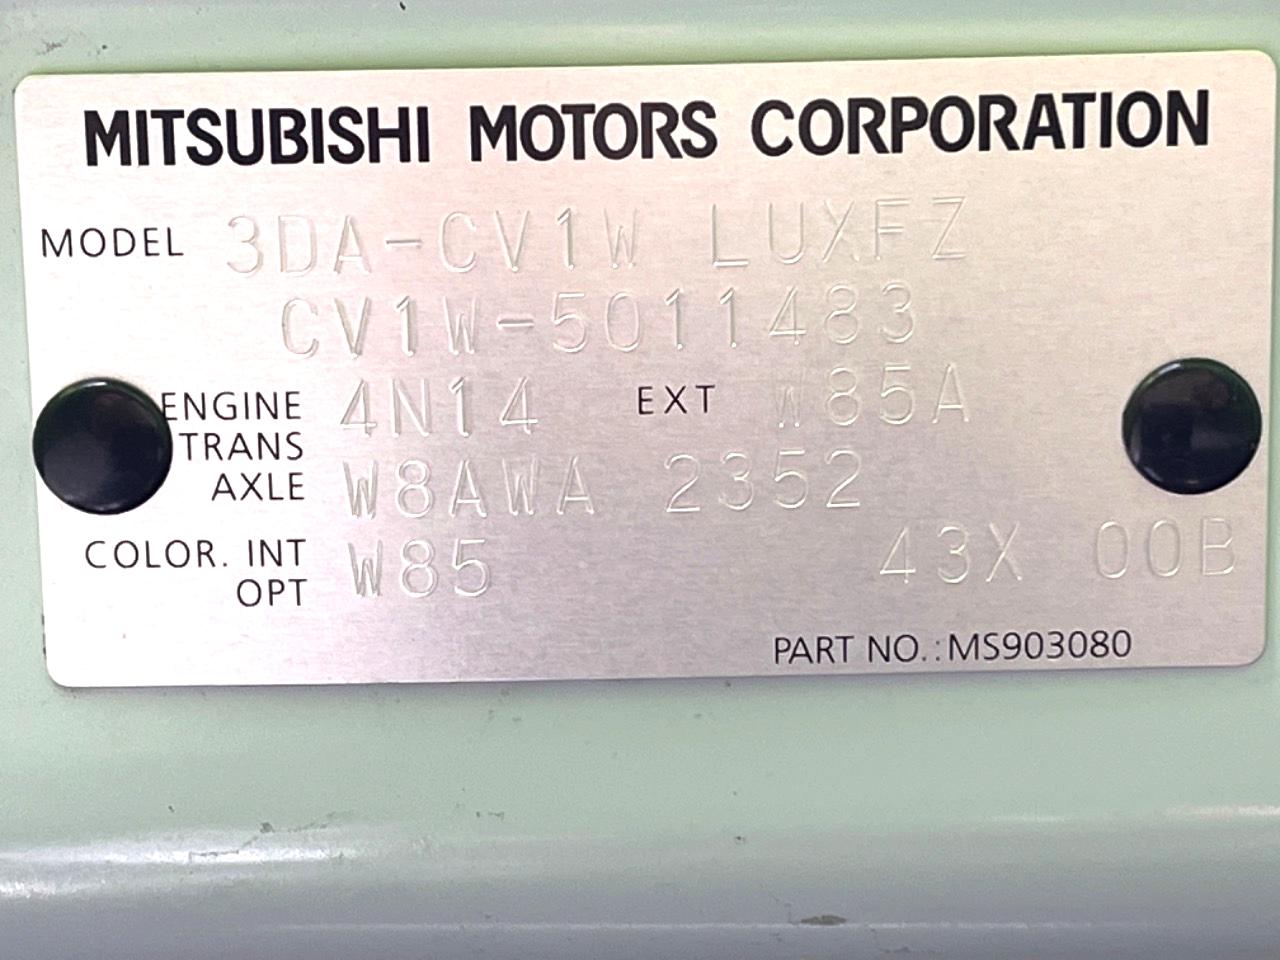 MITSUBISHI MOTORS CORPORATION
MODEL 3DA-CV1W LUXFZ
CV1W-5011483
ENGINE 4N14 EXT W85A
TRANS
AXLE W8AWA 2352
COLOR. INT W85 43X 00B
OPT
PART NO.:MS903080